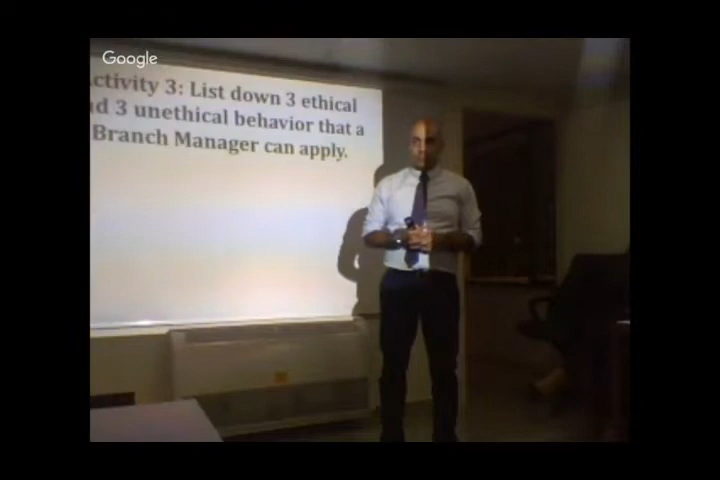 Google
ctivity 3: List down 3 ethical
d 3 unethical behavior that a
Branch Manager can apply.